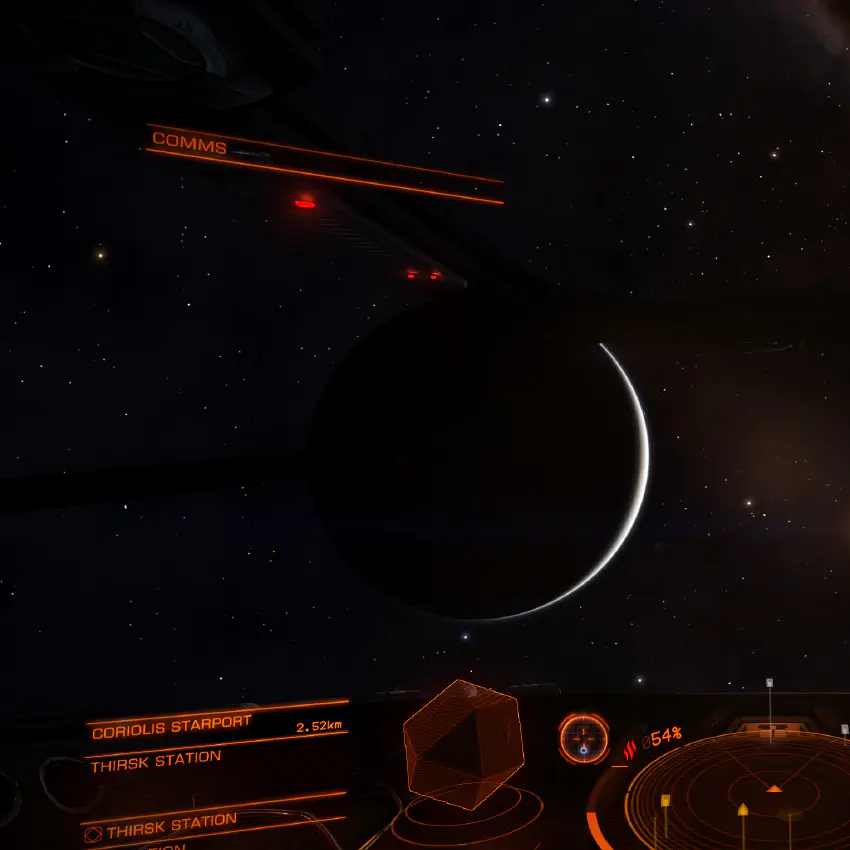 COMMS
CORIOLIS STARPORT
2.52km
THIRSK STATION
54%
THIRSK STATION